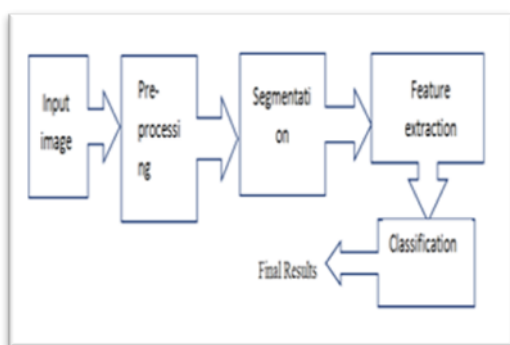 Input
image
Pre-
processi
ng
Segmentati
on
Feature
extraction
Classification
Final Results